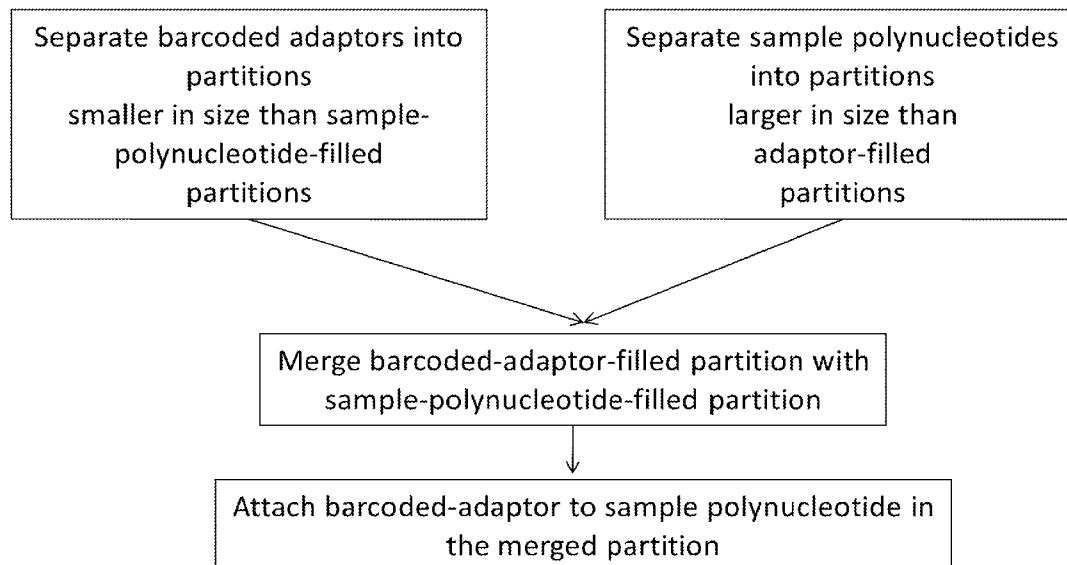 Separate barcoded adaptors into
partitions
smaller in size than sample-
polynucleotide-filled
partitions
Separate sample polynucleotides
into partitions
larger in size than
adaptor-filled
partitions
Merge barcoded-adaptor-filled partition with
sample-polynucleotide-filled partition
Attach barcoded-adaptor to sample polynucleotide in
the merged partition